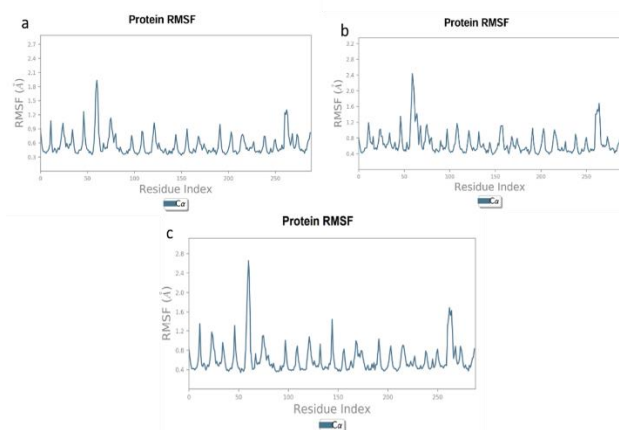 a
Protein RMSF
RMSF (Å)
2.7
2.4
2.1
1.8
1.5
1.2
0.9
0.6
0.3
0
50
100
150
200
250
Residue Index
Cα
b
Protein RMSF
RMSF (Å)
3.2
2.8
2.4
2.0
1.6
1.2
0.8
0.4
0
50
100
150
200
250
Residue Index
Cα
c
Protein RMSF
RMSF (Å)
2.8
2.4
2.0
1.6
1.2
0.8
0.4
0
50
100
150
200
250
Residue Index
Cα